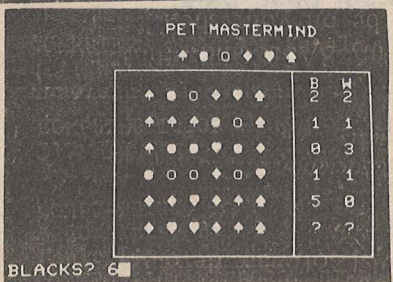 PET MASTERMIND
♠ ● ○ ♦ ♥ ♠
B W
♠ ● ○ ♦ ♥ ♠ 2 2
♠ ♠ ♠ ● ○ ♠ 1 1
♠ ● ● ♥ ● ♦ 0 3
● ○ ○ ♦ ○ ♥ 1 1
♦ ♦ ♥ ♦ ♠ ♠ 5 0
♦ ♥ ♥ ♦ ♠ ♠ ? ?
BLACKS? 6